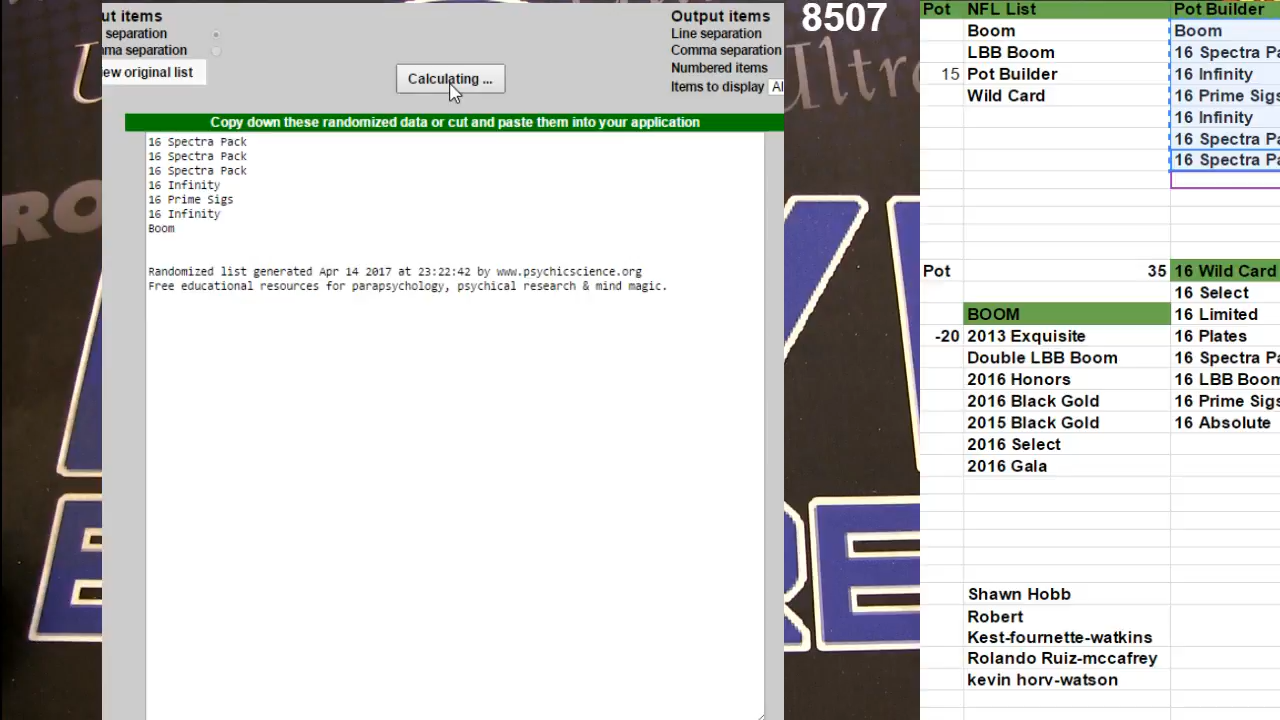 ut items
separation
ma separation
ew original list
Calculating ...
Output items
Line separation
Comma separation
Numbered items
Items to display
Copy down these randomized data or cut and paste them into your application
16 Spectra Pack
16 Spectra Pack
16 Spectra Pack
16 Infinity
16 Prime Sigs
16 Infinity
Boom
Randomized list generated Apr 14 2017 at 23:22:42 by www.psychicscience.org
Free educational resources for parapsychology, psychical research & mind magic.
8507
Pot NFL List Pot Builder
Boom Boom
LBB Boom 16 Spectra Pa
15 Pot Builder 16 Infinity
Wild Card 16 Prime Sigs
16 Infinity
16 Spectra Pa
16 Spectra Pa
Pot 35 16 Wild Card
16 Select
BOOM 16 Limited
-20 2013 Exquisite 16 Plates
Double LBB Boom 16 Spectra Pa
2016 Honors 16 LBB Boom
2016 Black Gold 16 Prime Sigs
2015 Black Gold 16 Absolute
2016 Select
2016 Gala
Shawn Hobb
Robert
Kest-fournette-watkins
Rolando Ruiz-mccafrey
kevin horv-watson